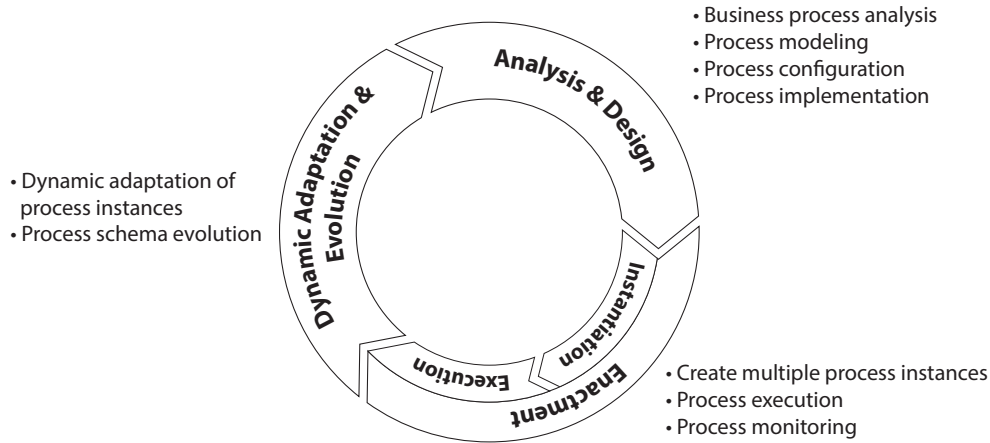 • Business process analysis
• Process modeling
• Process configuration
• Process implementation
Analysis & Design
Dynamic Adaptation &
Evolution
• Dynamic adaptation of
process instances
• Process schema evolution
Instantiation
Execution
Enactment
• Create multiple process instances
• Process execution
• Process monitoring